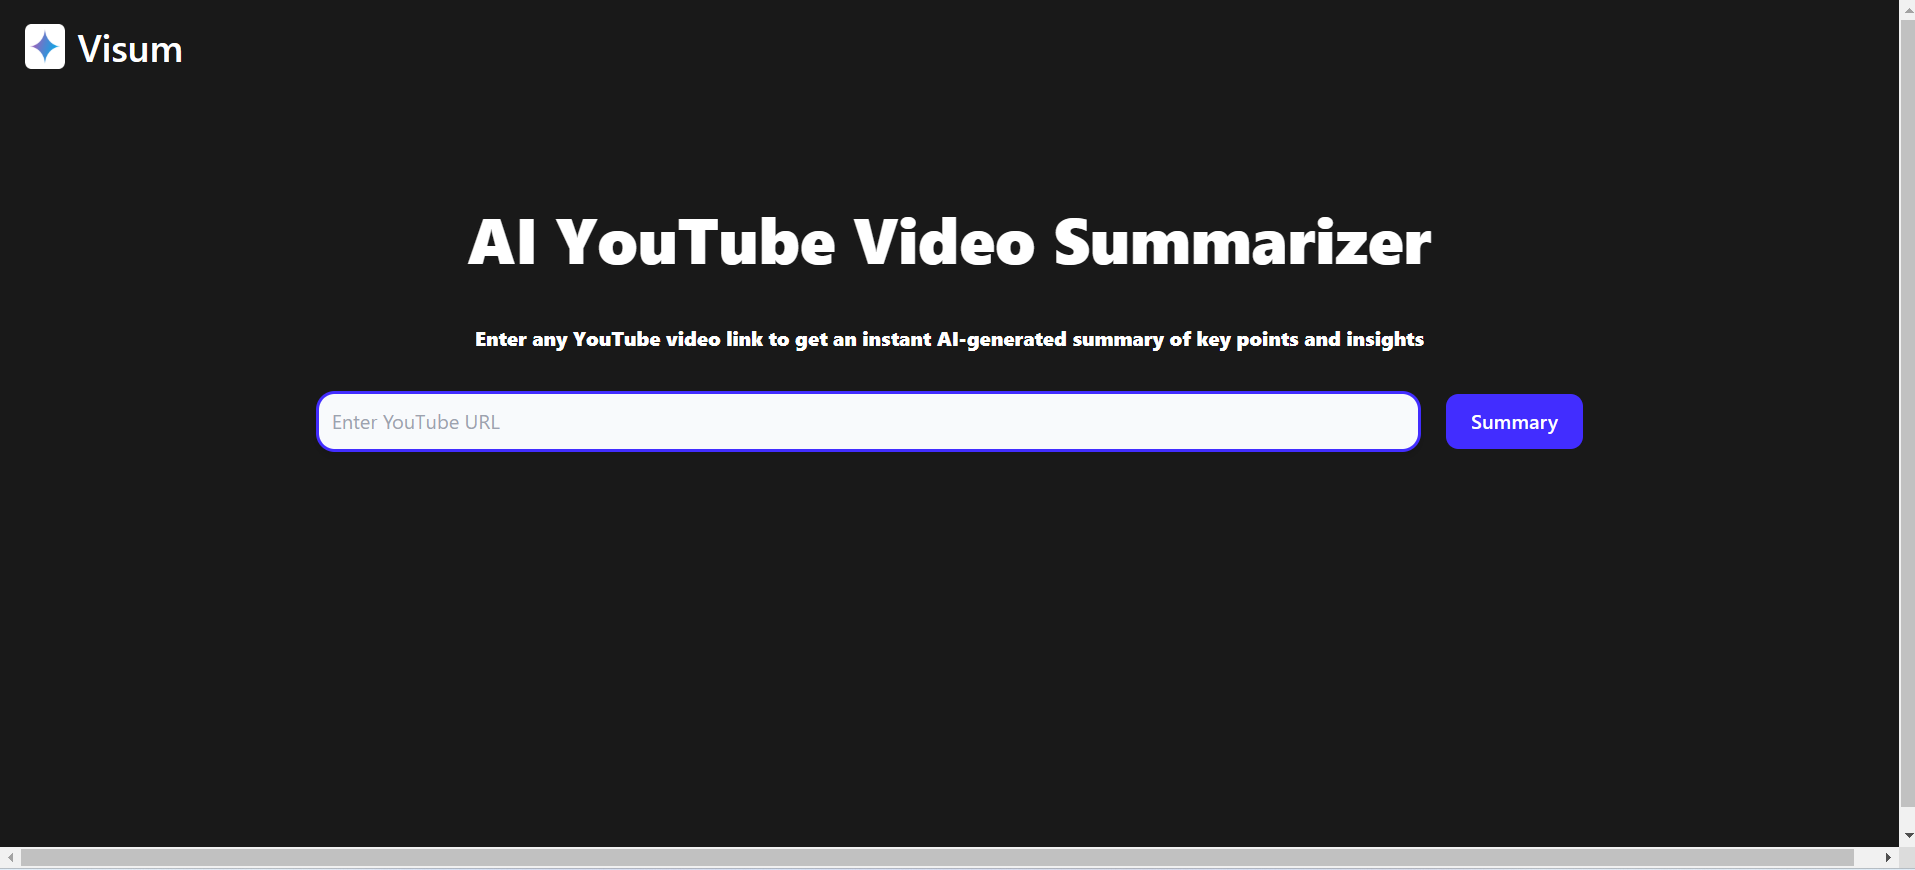 Visum
AI YouTube Video Summarizer
Enter any YouTube video link to get an instant AI-generated summary of key points and insights
Enter YouTube URL
Summary